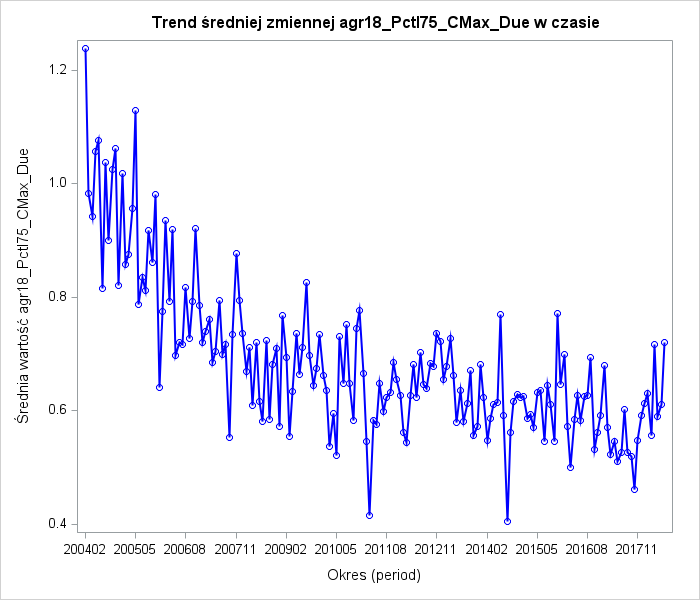 Trend średniej zmiennej agr18_Pctl75_CMax_Due w czasie
Średnia wartość agr18_Pctl75_CMax_Due
1.2
1.0
0.8
0.6
0.4
200402 200505 200608 200711 200902 201005 201108 201211 201402 201505 201608 201711
Okres (period)